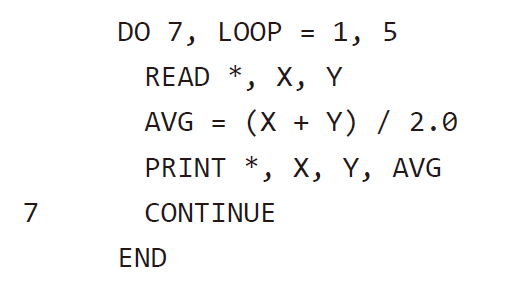 DO 7, LOOP = 1, 5
READ *, X, Y
AVG = (X + Y) / 2.0
PRINT *, X, Y, AVG
7 CONTINUE
END